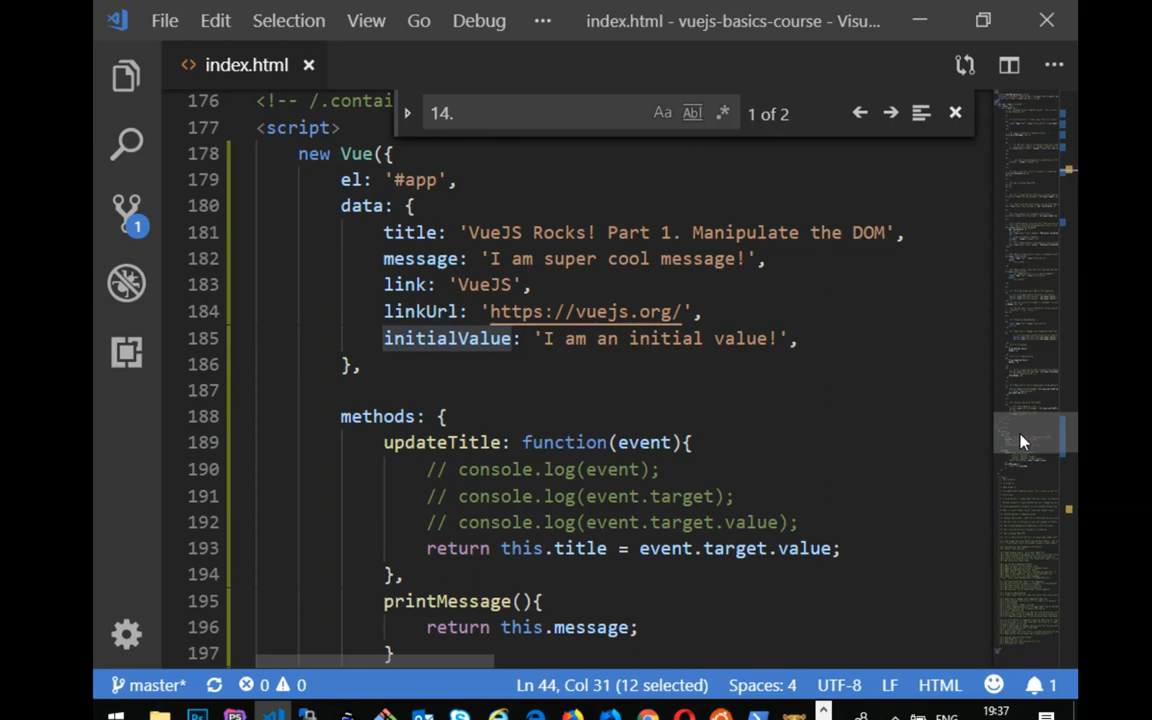 File Edit Selection View Go Debug ··· index.html - vuejs-basics-course - Visu...
<> index.html
14. Aa Abl .* 1 of 2
176 <!-- /.contai
177 <script>
178 new Vue({
179 el: '#app',
180 data: {
181 title: 'VueJS Rocks! Part 1. Manipulate the DOM',
182 message: 'I am super cool message!',
183 link: 'VueJS',
184 linkUrl: 'https://vuejs.org/',
185 initialValue: 'I am an initial value!',
186 },
187
188 methods: {
189 updateTitle: function(event){
190 // console.log(event);
191 // console.log(event.target);
192 // console.log(event.target.value);
193 return this.title = event.target.value;
194 },
195 printMessage(){
196 return this.message;
197 }
1
master* 0 0 Ln 44, Col 31 (12 selected) Spaces: 4 UTF-8 LF HTML 1
Ps PS ENG 19:37